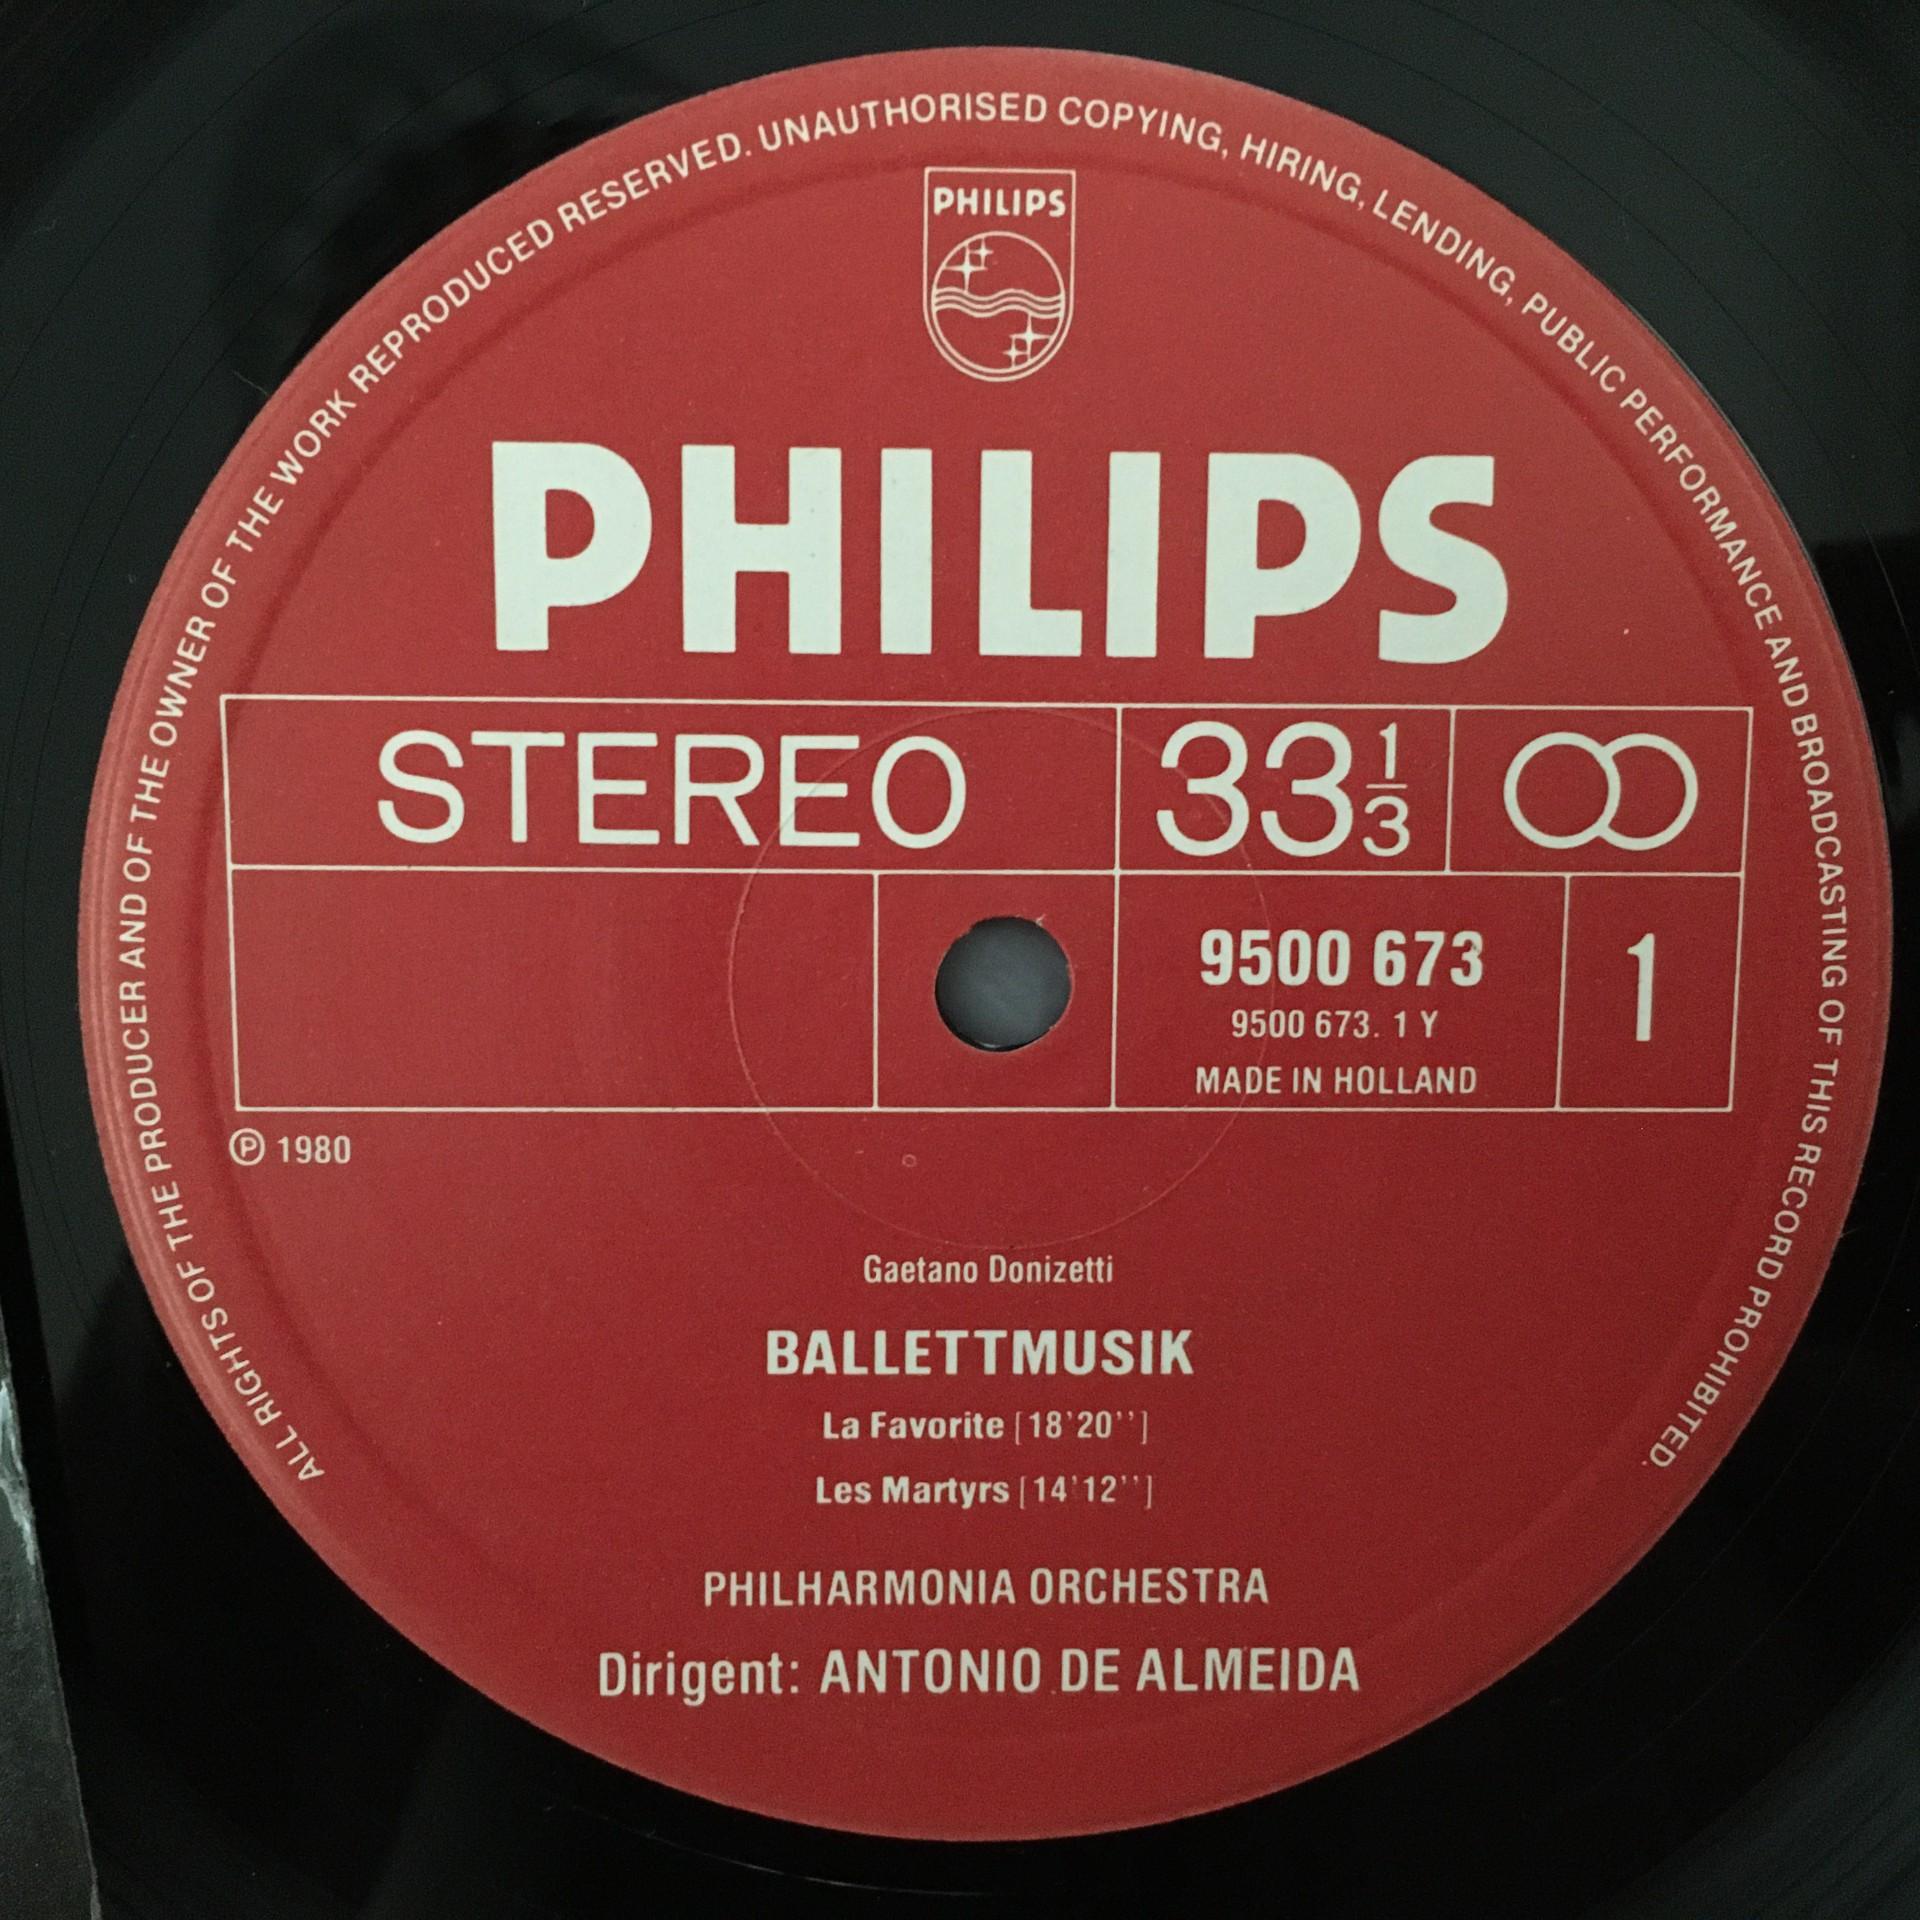 ALL RIGHTS OF THE PRODUCER AND OF THE OWNER OF THE WORK REPRODUCED RESERVED. UNAUTHORISED COPYING, HIRING, LENDING, PUBLIC PERFORMANCE AND BROADCASTING OF THIS RECORD PROHIBITED.
PHILIPS
PHILIPS
STEREO 33 1/3
9500 673 1
9500 673. 1 Y
MADE IN HOLLAND
℗ 1980
Gaetano Donizetti
BALLETTMUSIK
La Favorite [18'20'']
Les Martyrs [14'12'']
PHILHARMONIA ORCHESTRA
Dirigent: ANTONIO DE ALMEIDA